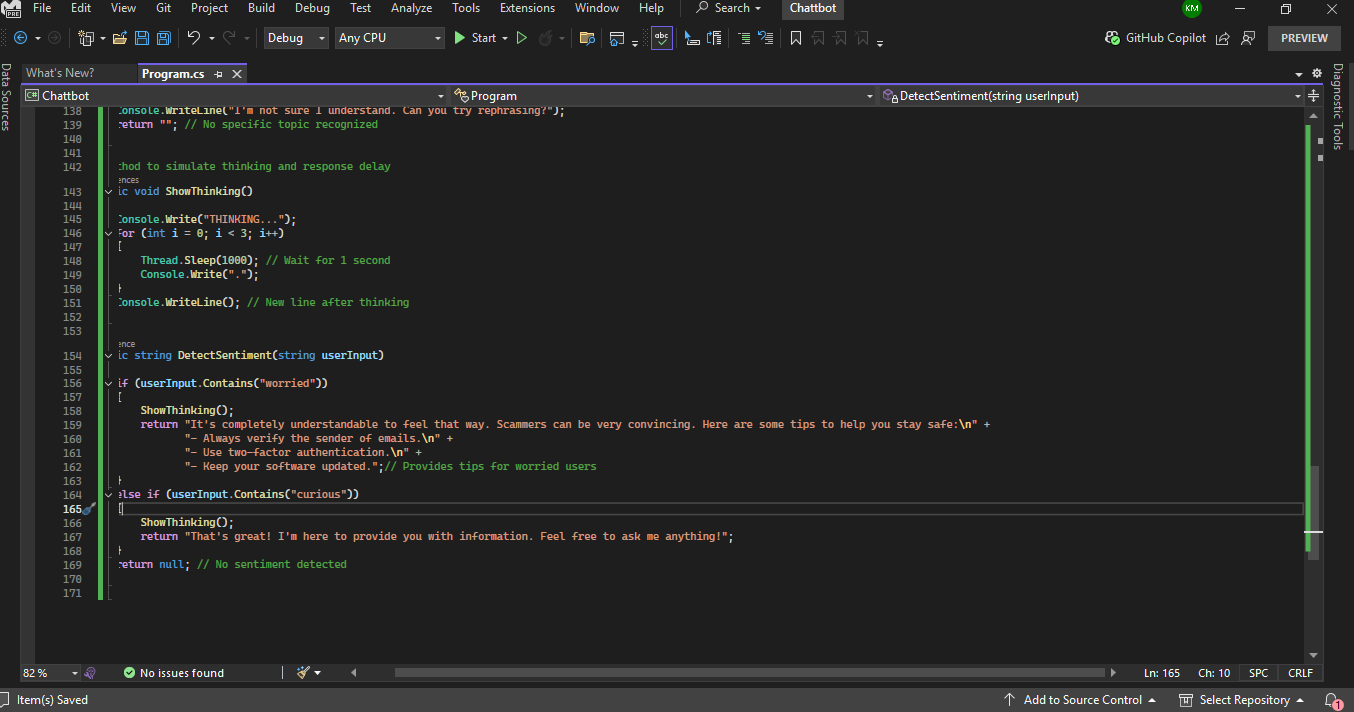 PRE File Edit View Git Project Build Debug Test Analyze Tools Extensions Window Help Search Chattbot KM
Debug Any CPU Start abc GitHub Copilot PREVIEW
Data Sources
What's New? Program.cs
Diagnostic Tools
C# Chattbot Program DetectSentiment(string userInput)
138 Console.WriteLine("I'm not sure I understand. Can you try rephrasing?");
139 return ""; // No specific topic recognized
140
141
142 thod to simulate thinking and response delay
ences
143 ic void ShowThinking()
144
145 Console.Write("THINKING...");
146 for (int i = 0; i < 3; i++)
147 {
148 Thread.Sleep(1000); // Wait for 1 second
149 Console.Write(".");
150 }
151 Console.WriteLine(); // New line after thinking
152
153
ence
154 ic string DetectSentiment(string userInput)
155
156 if (userInput.Contains("worried"))
157 {
158 ShowThinking();
159 return "It's completely understandable to feel that way. Scammers can be very convincing. Here are some tips to help you stay safe:\n" +
160 "- Always verify the sender of emails.\n" +
161 "- Use two-factor authentication.\n" +
162 "- Keep your software updated.";// Provides tips for worried users
163 }
164 else if (userInput.Contains("curious"))
165 {
166 ShowThinking();
167 return "That's great! I'm here to provide you with information. Feel free to ask me anything!";
168 }
169 return null; // No sentiment detected
170
171
82 % No issues found Ln: 165 Ch: 10 SPC CRLF
Item(s) Saved Add to Source Control Select Repository 1